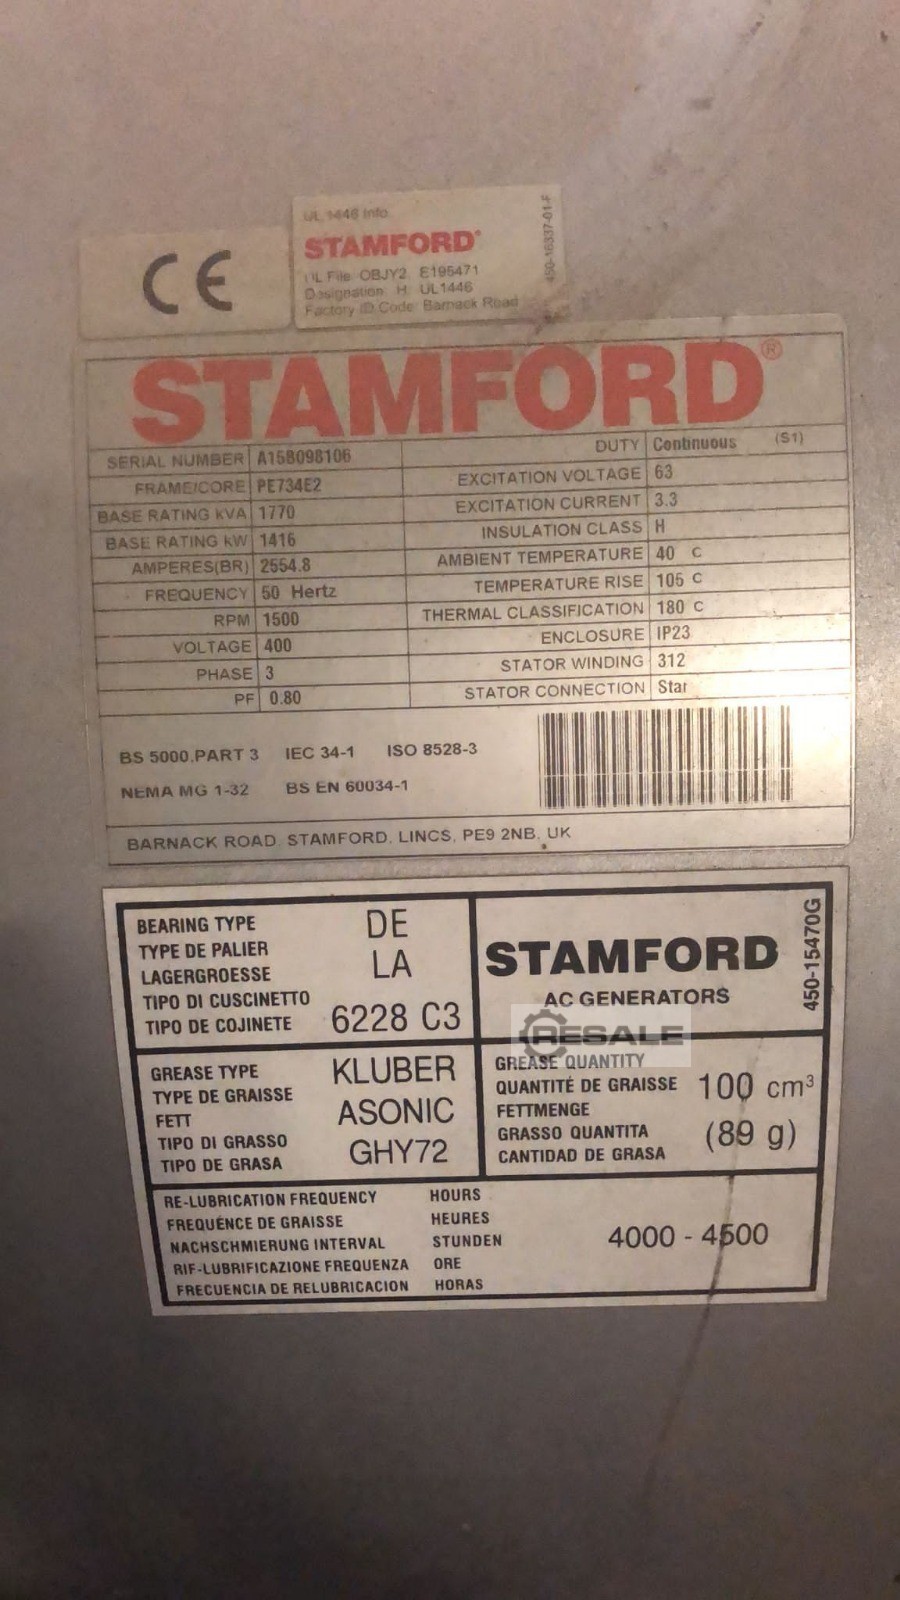 UL 1446 Info
STAMFORD®
UL File OBJY2 E195471
Designation H UL1446
Factory ID Code Barnack Road
450-16337-01-F
CE
STAMFORD®
SERIAL NUMBER A15B098106
FRAME/CORE PE734E2
BASE RATING kVA 1770
BASE RATING kW 1416
AMPERES(BR) 2554.8
FREQUENCY 50 Hertz
RPM 1500
VOLTAGE 400
PHASE 3
PF 0.80
DUTY Continuous (S1)
EXCITATION VOLTAGE 63
EXCITATION CURRENT 3.3
INSULATION CLASS H
AMBIENT TEMPERATURE 40 C
TEMPERATURE RISE 105 C
THERMAL CLASSIFICATION 180 C
ENCLOSURE IP23
STATOR WINDING 312
STATOR CONNECTION Star
BS 5000.PART 3 IEC 34-1 ISO 8528-3
NEMA MG 1-32 BS EN 60034-1
BARNACK ROAD STAMFORD. LINCS, PE9 2NB. UK
BEARING TYPE
TYPE DE PALIER
LAGERGROESSE
TIPO DI CUSCINETTO
TIPO DE COJINETE
DE
LA
6228 C3
STAMFORD
AC GENERATORS
450-15470G
RESALE
GREASE TYPE
TYPE DE GRAISSE
FETT
TIPO DI GRASSO
TIPO DE GRASA
KLUBER
ASONIC
GHY72
GREASE QUANTITY
QUANTITÉ DE GRAISSE
FETTMENGE
GRASSO QUANTITA
CANTIDAD DE GRASA
100 cm³
(89 g)
RE-LUBRICATION FREQUENCY HOURS
FREQUENCE DE GRAISSE HEURES
NACHSCHMIERUNG INTERVAL STUNDEN
RIF-LUBRIFICAZIONE FREQUENZA ORE
FRECUENCIA DE RELUBRICACION HORAS
4000 - 4500